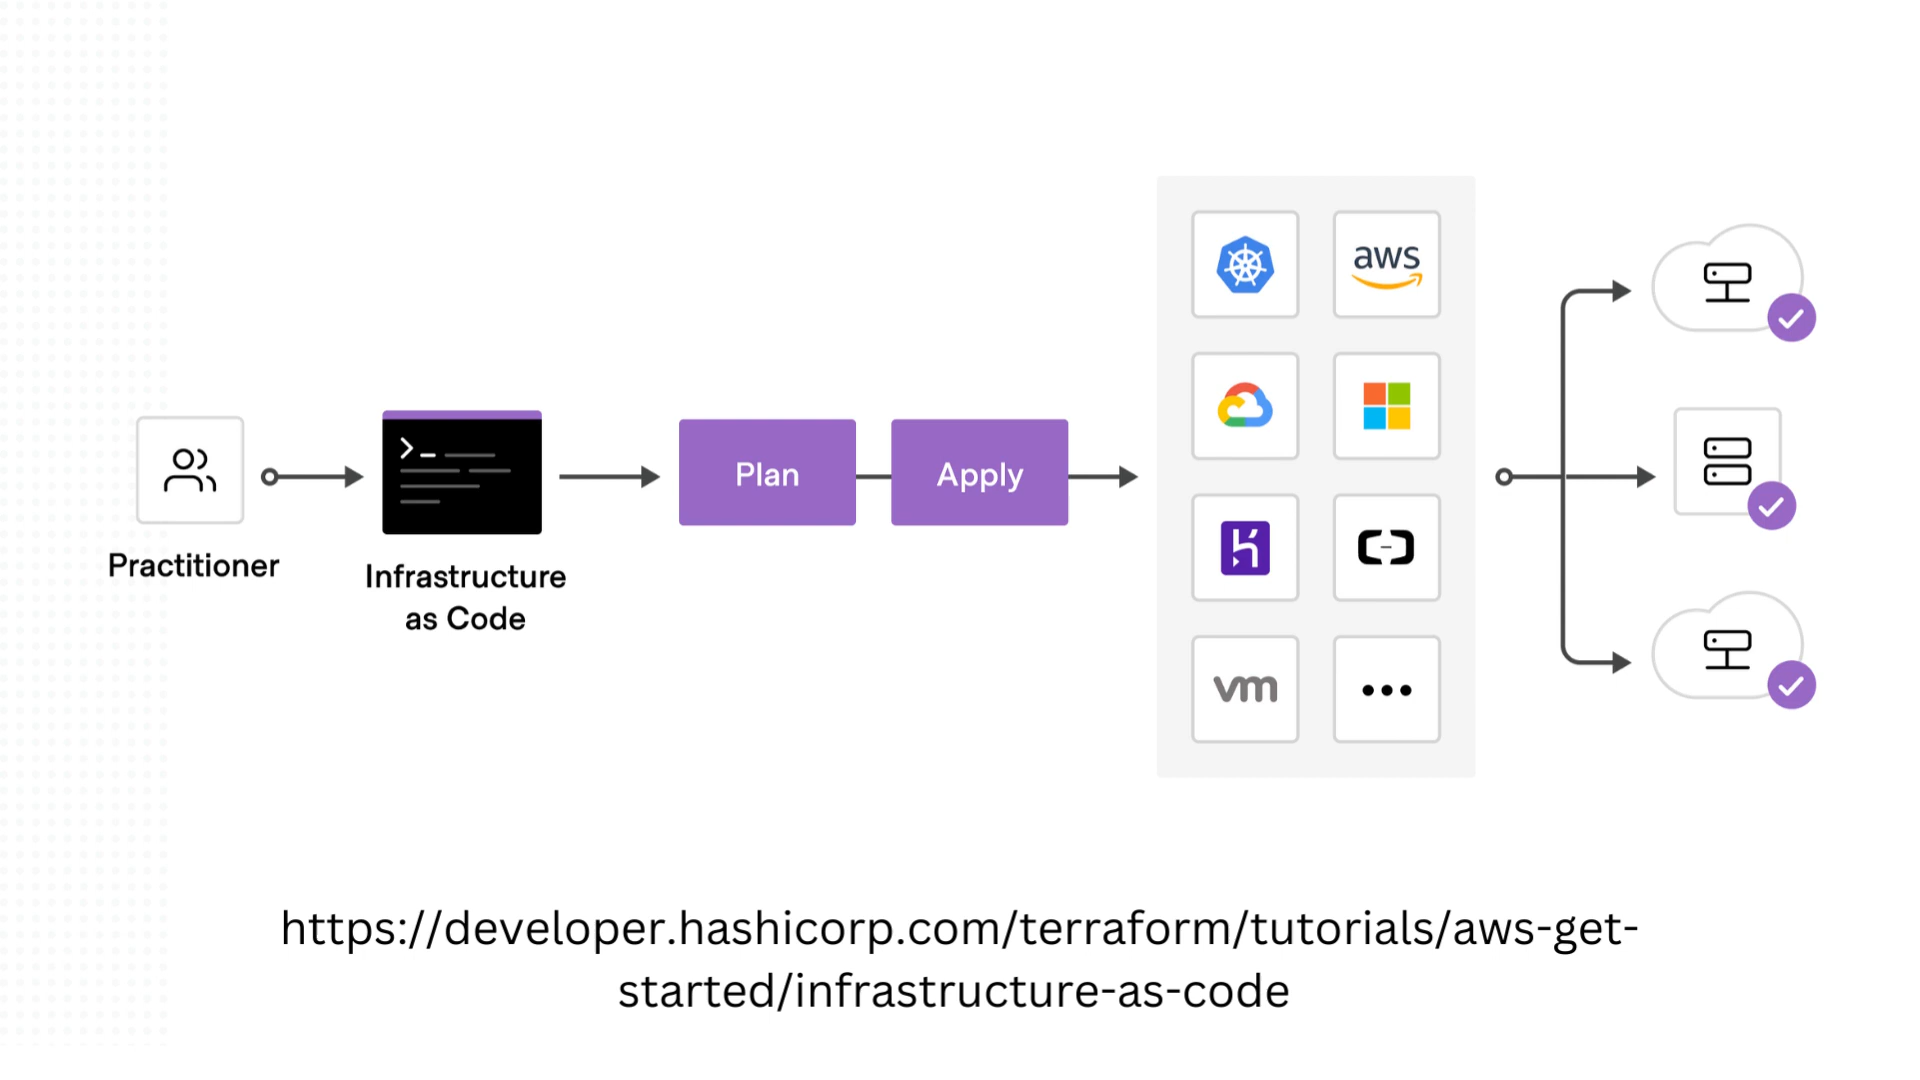 Practitioner
Infrastructure
as Code
Plan
Apply
aws
vm
https://developer.hashicorp.com/terraform/tutorials/aws-get-
started/infrastructure-as-code